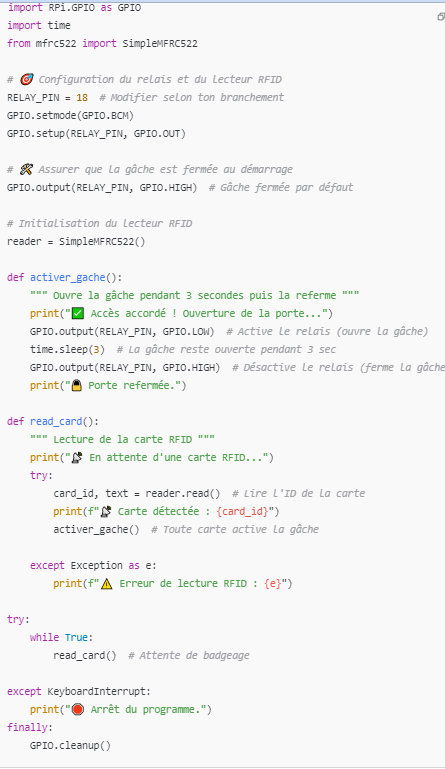 import RPi.GPIO as GPIO
import time
from mfrc522 import SimpleMFRC522

# 🎯 Configuration du relais et du lecteur RFID
RELAY_PIN = 18  # Modifier selon ton branchement
GPIO.setmode(GPIO.BCM)
GPIO.setup(RELAY_PIN, GPIO.OUT)

# 🛠️ Assurer que la gâche est fermée au démarrage
GPIO.output(RELAY_PIN, GPIO.HIGH)  # Gâche fermée par défaut

# Initialisation du lecteur RFID
reader = SimpleMFRC522()

def activer_gache():
    """ Ouvre la gâche pendant 3 secondes puis la referme """
    print("✅ Accès accordé ! Ouverture de la porte...")
    GPIO.output(RELAY_PIN, GPIO.LOW)  # Active le relais (ouvre la gâche)
    time.sleep(3)  # La gâche reste ouverte pendant 3 sec
    GPIO.output(RELAY_PIN, GPIO.HIGH)  # Désactive le relais (ferme la gâche
    print("🔒 Porte refermée.")

def read_card():
    """ Lecture de la carte RFID """
    print("📡 En attente d'une carte RFID...")
    try:
        card_id, text = reader.read()  # Lire l'ID de la carte
        print(f"📡 Carte détectée : {card_id}")
        activer_gache()  # Toute carte active la gâche

    except Exception as e:
        print(f"⚠️ Erreur de lecture RFID : {e}")

try:
    while True:
        read_card()  # Attente de badgeage

except KeyboardInterrupt:
    print("🛑 Arrêt du programme.")
finally:
    GPIO.cleanup()